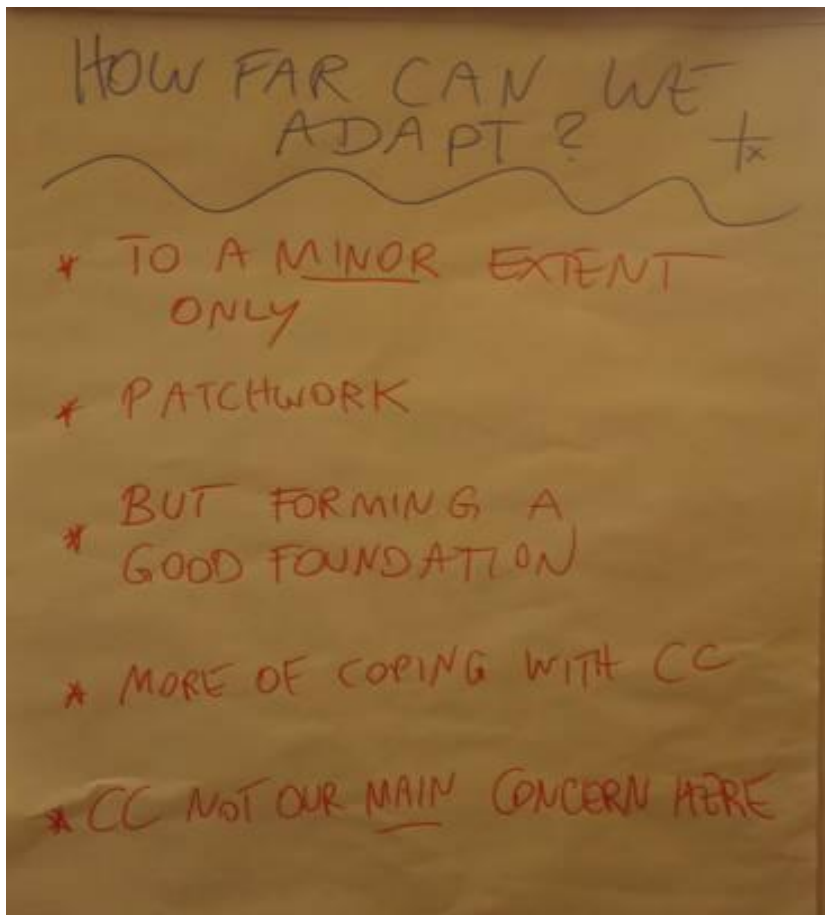 HOW FAR CAN WE
ADAPT?
* TO A MINOR EXTENT
ONLY
* PATCHWORK
* BUT FORMING A
GOOD FOUNDATION
* MORE OF COPING WITH CC
* CC NOT OUR MAIN CONCERN HERE